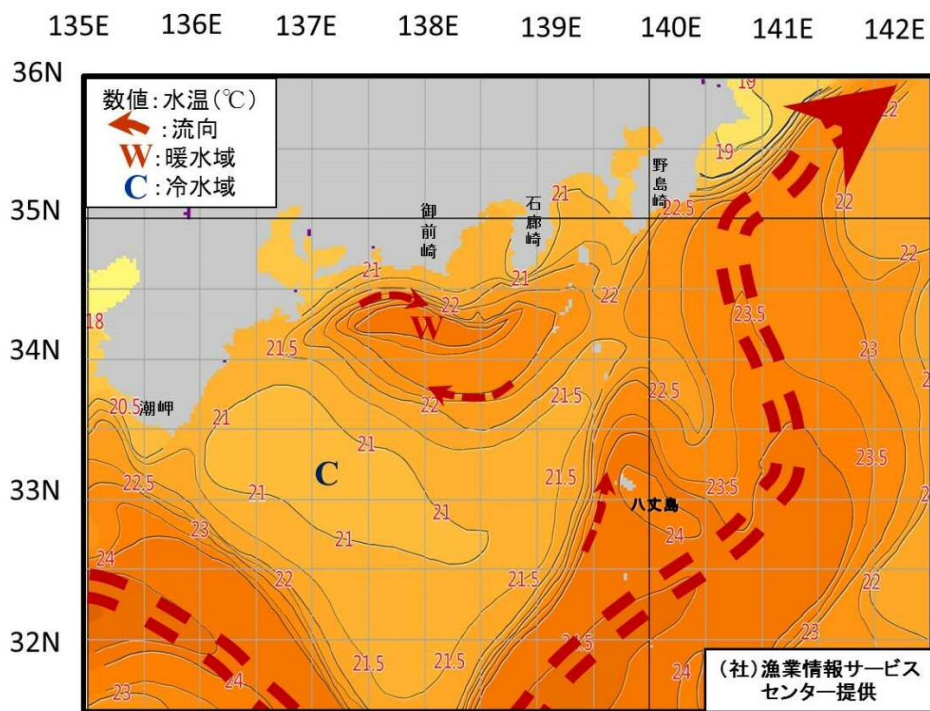 135E 136E 137E 138E 139E 140E 141E 142E
36N
35N
34N
33N
32N
数値:水温(℃)
:流向
W:暖水域
C:冷水域
19
22
19
野島崎
石廊崎
御前崎
21
22.5
22
21
21
22
22
22
18
W
23.5
21.5
23
20.5
潮岬
21
22
21.5
22.5
C
21
21.5
23.5
22.5
21
23.5
八丈島
23
21
24
24
22
21.5
22
23
21.5
21.5
24
23
24
(社)漁業情報サービス
センター提供